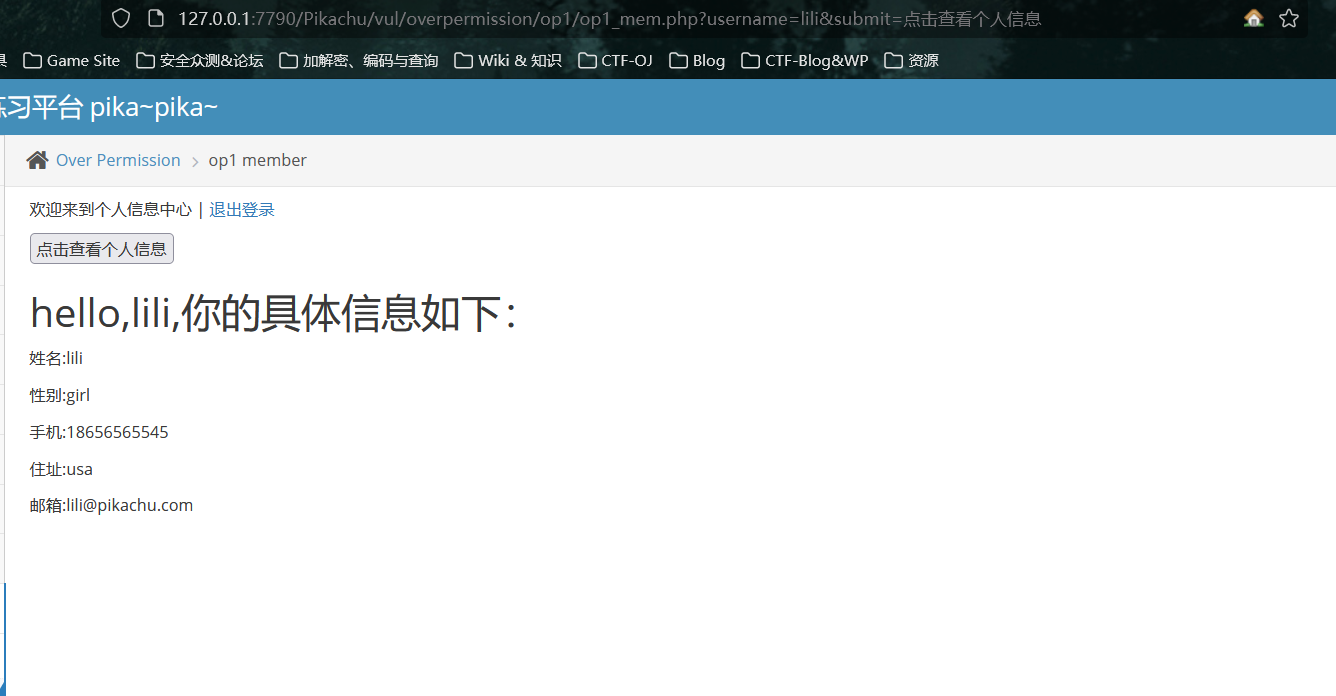 127.0.0.1:7790/Pikachu/vul/overpermission/op1/op1_mem.php?username=lili&submit=点击查看个人信息
Game Site 安全众测&论坛 加解密、编码与查询 Wiki & 知识 CTF-OJ Blog CTF-Blog&WP 资源
习平台 pika~pika~
Over Permission > op1 member
欢迎来到个人信息中心 | 退出登录
点击查看个人信息
hello,lili,你的具体信息如下：
姓名:lili
性别:girl
手机:18656565545
住址:usa
邮箱:lili@pikachu.com